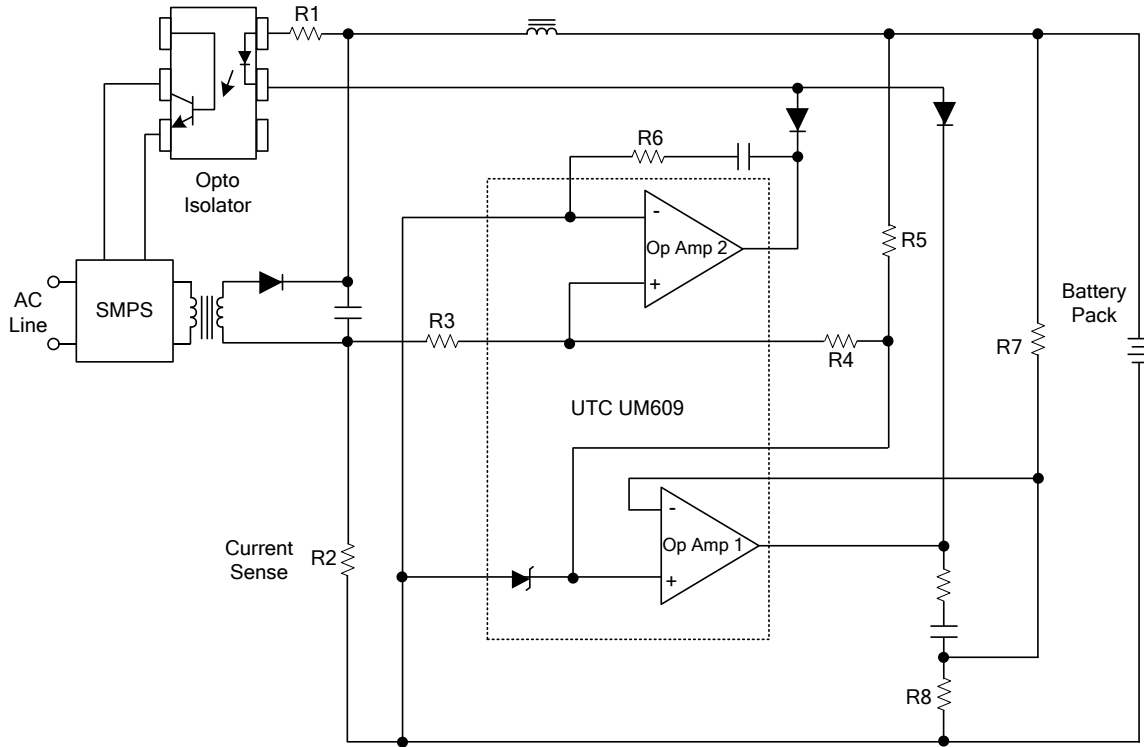 R1
R6
Opto
Isolator
-
Op Amp 2
+
R5
AC
Line
SMPS
R3
R4
Battery
Pack
R7
UTC UM609
-
Op Amp 1
+
Current
Sense
R2
R8